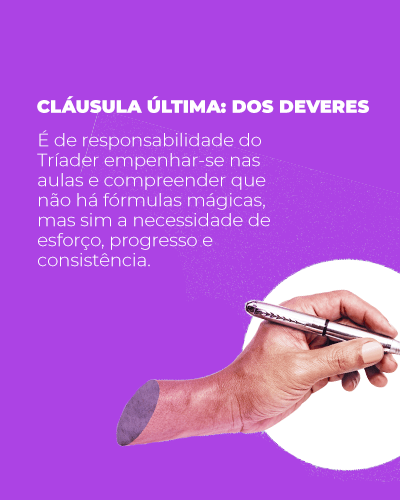 CLÁUSULA ÚLTIMA: DOS DEVERES
É de responsabilidade do
Tríader empenhar-se nas
aulas e compreender que
não há fórmulas mágicas,
mas sim a necessidade de
esforço, progresso e
consistência.